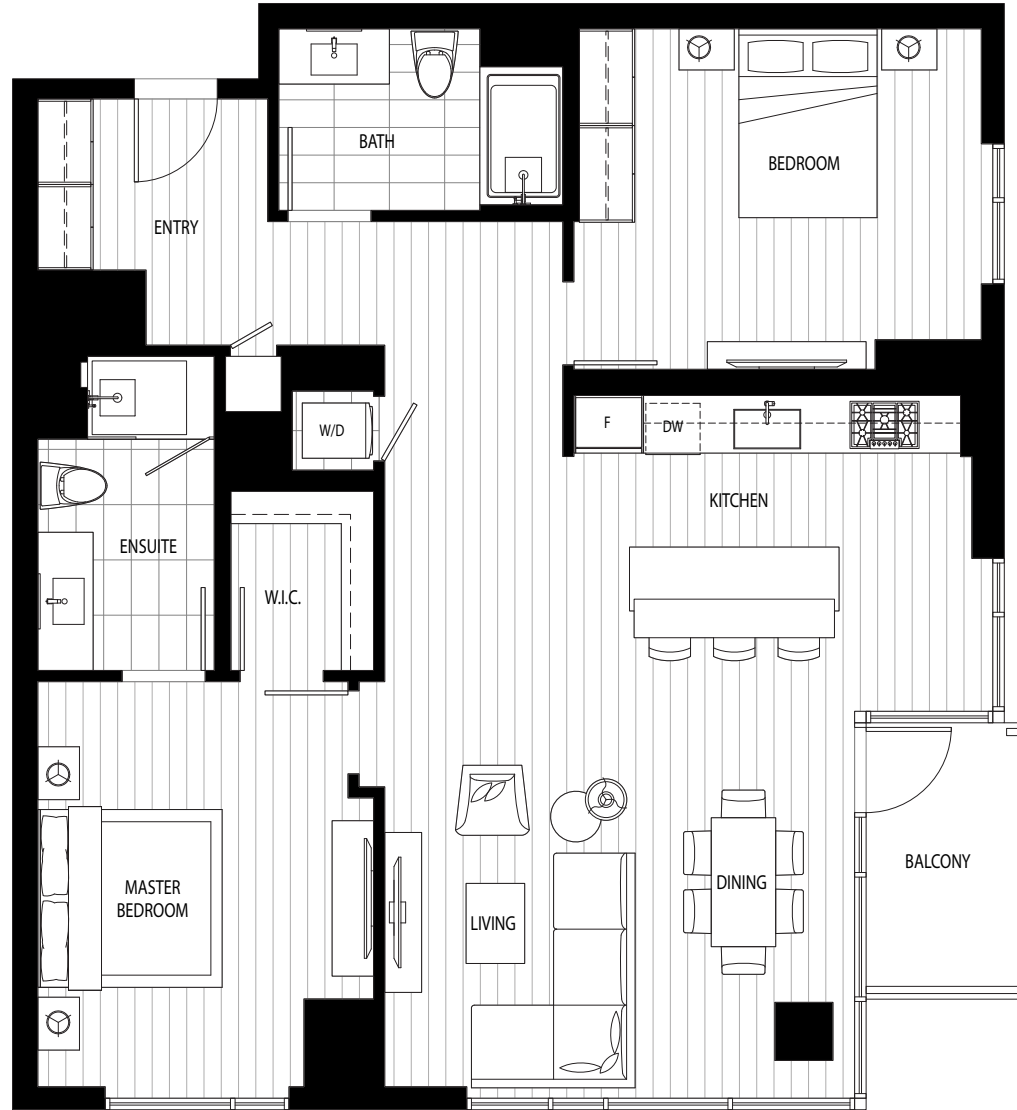 BATH
BEDROOM
ENTRY
W/D
F
DW
KITCHEN
ENSUITE
W.I.C.
MASTER
BEDROOM
LIVING
DINING
BALCONY